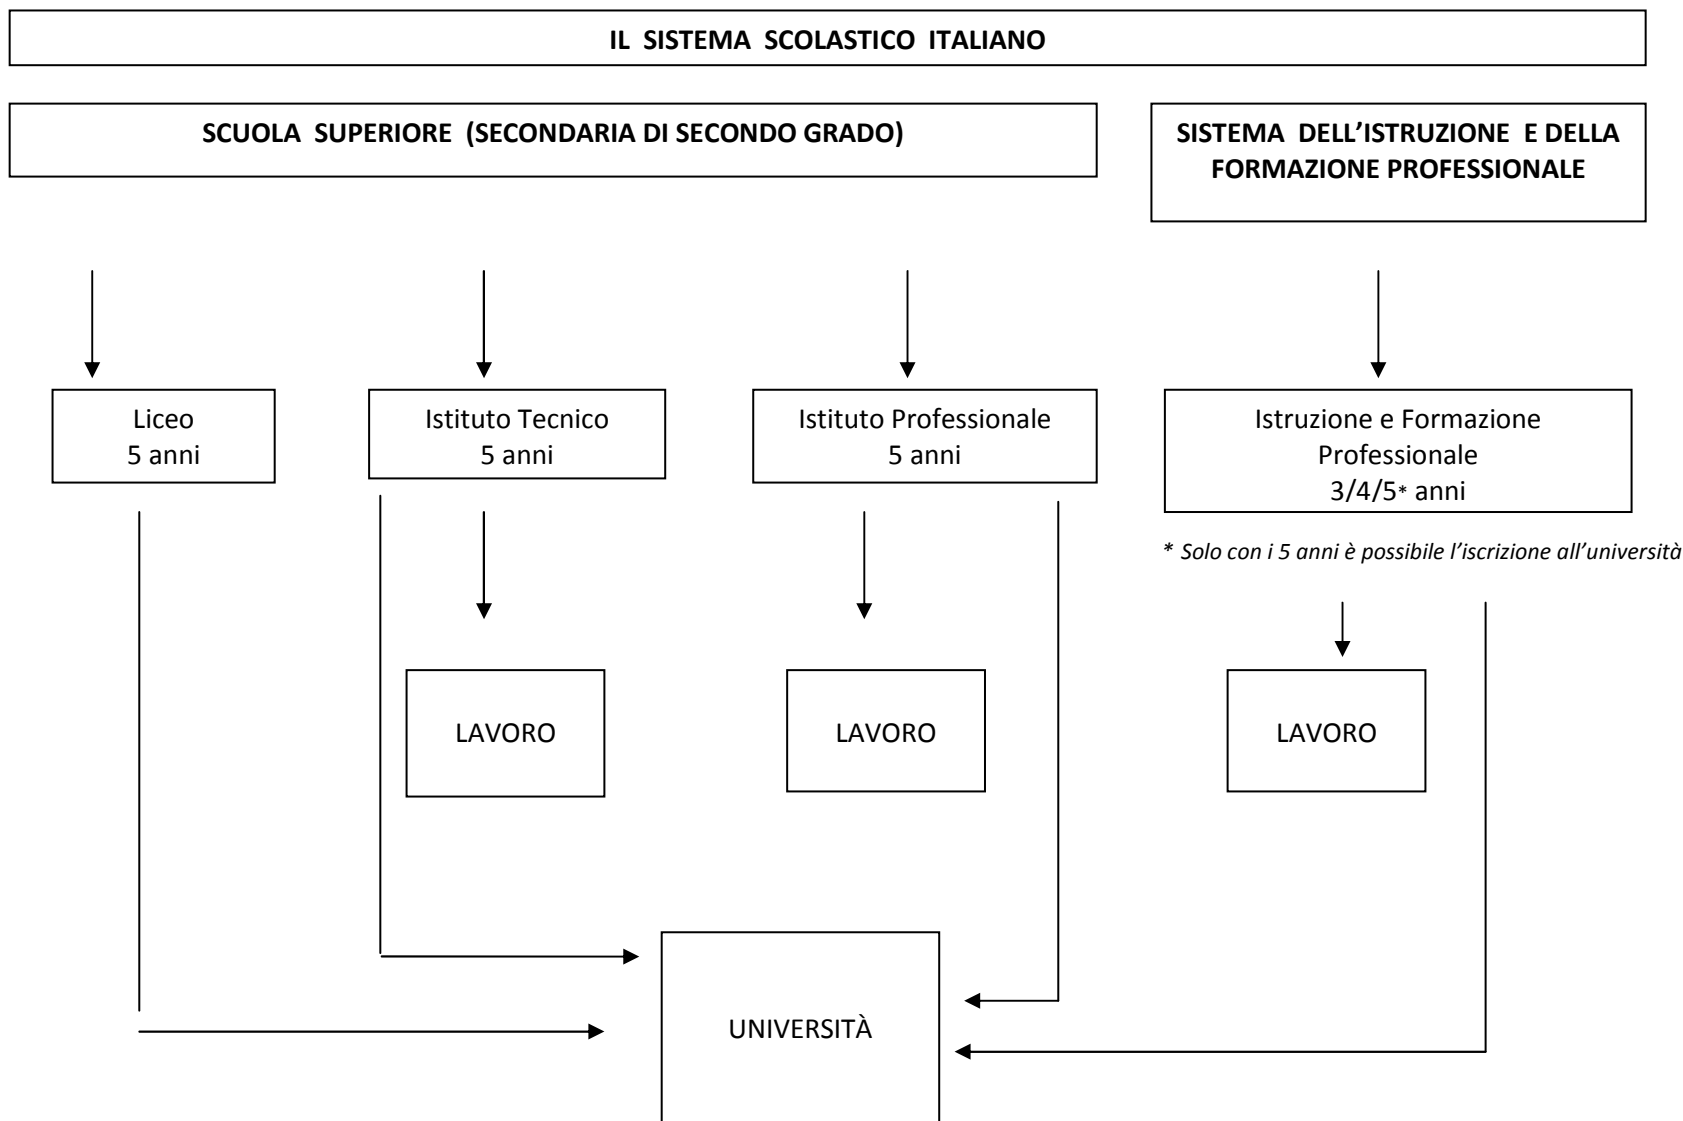 IL SISTEMA SCOLASTICO ITALIANO
SCUOLA SUPERIORE (SECONDARIA DI SECONDO GRADO)
SISTEMA DELL’ISTRUZIONE E DELLA
FORMAZIONE PROFESSIONALE
Liceo
5 anni
Istituto Tecnico
5 anni
Istituto Professionale
5 anni
Istruzione e Formazione
Professionale
3/4/5* anni
* Solo con i 5 anni è possibile l’iscrizione all’università
LAVORO
LAVORO
LAVORO
UNIVERSITÀ